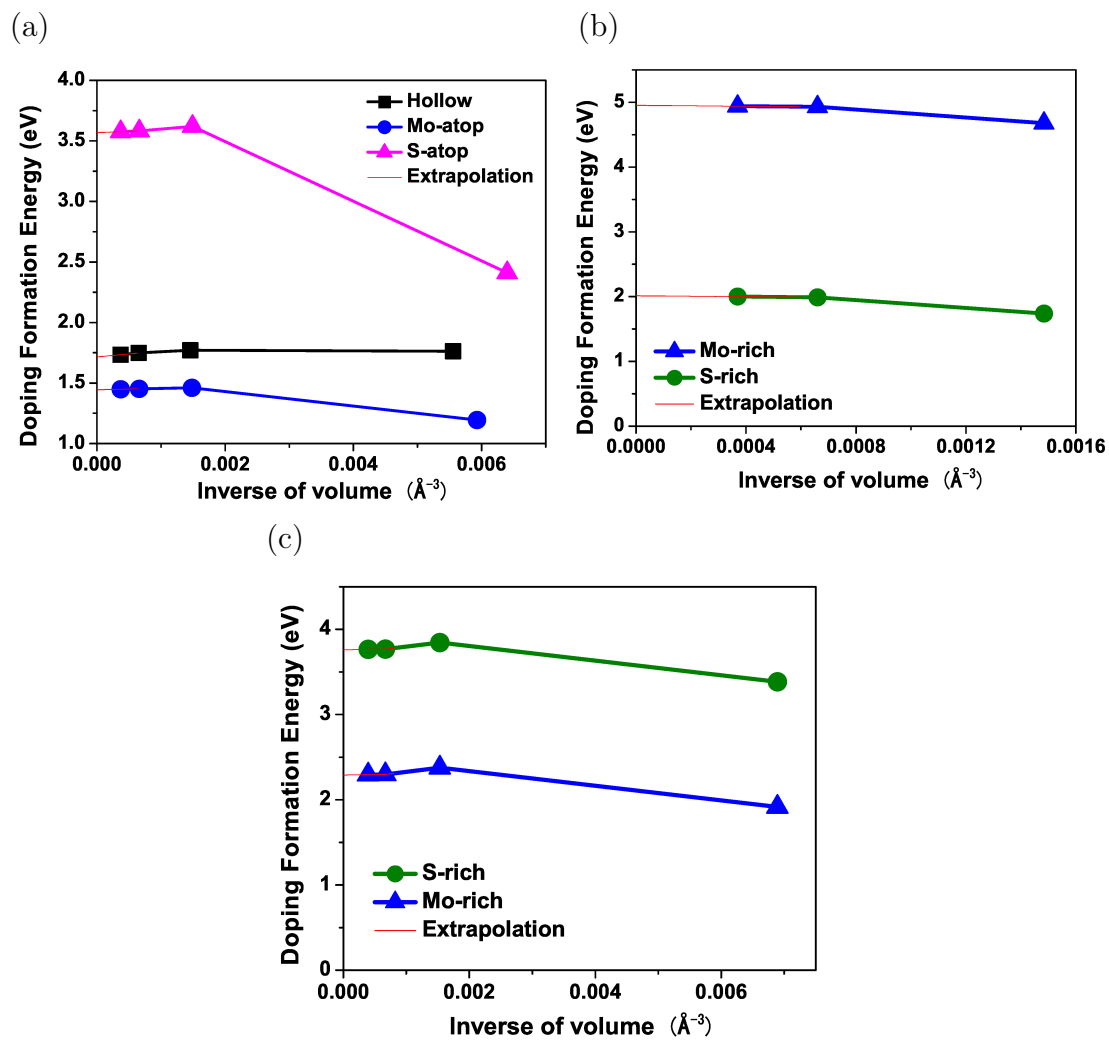 (a)
Doping Formation Energy (eV)
4.0
3.5
3.0
2.5
2.0
1.5
1.0
Hollow
Mo-atop
S-atop
Extrapolation
0.000 0.002 0.004 0.006
Inverse of volume (Å⁻³)
(b)
Doping Formation Energy (eV)
5
4
3
2
1
0
Mo-rich
S-rich
Extrapolation
0.0000 0.0004 0.0008 0.0012 0.0016
Inverse of volume (Å⁻³)
(c)
Doping Formation Energy (eV)
4
3
2
1
0
S-rich
Mo-rich
Extrapolation
0.000 0.002 0.004 0.006
Inverse of volume (Å⁻³)